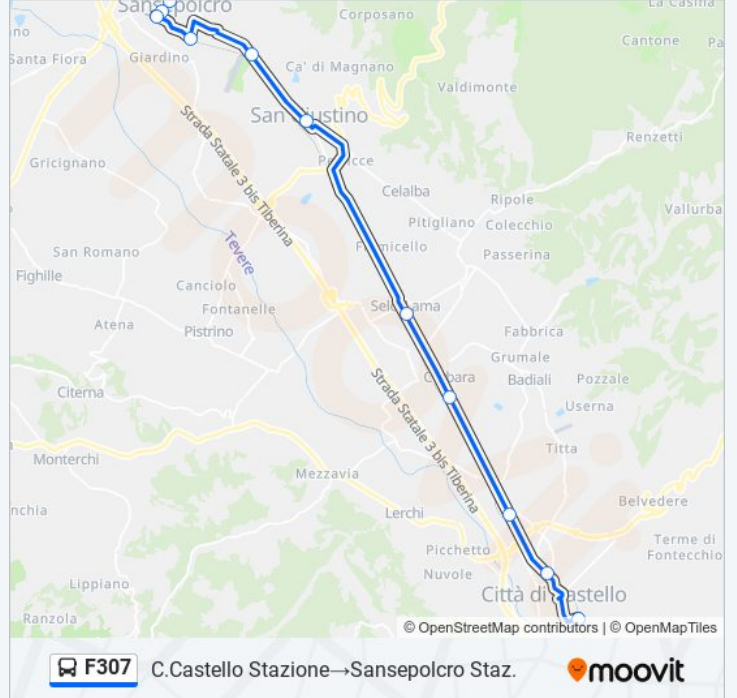 Sansepolcro
Corposano
La Casina
Cantone
Pa
ano
Santa Fiora
Giardino
Ca' di Magnano
Valdimonte
San Giustino
Strada Statale 3 bis Tiberina
Renzetti
Gricignano
Celalba
Ripole
Vallurba
Pitigliano
Colecchio
Tevere
San Romano
Passerina
Fighille
Canciolo
Fontanelle
Atena
Pistrino
Fabbrica
Grumale
Strada Statale 3 bis Tiberina
Badiali
Pozzale
Citerna
Userna
Titta
Monterchi
Mezzavia
Belvedere
nchia
Lerchi
Terme di
Fontecchio
Picchetto
Nuvole
Lippiano
Città di Castello
Ranzola
© OpenStreetMap contributors | © OpenMapTiles
F307 C.Castello Stazione→Sansepolcro Staz.
moovit